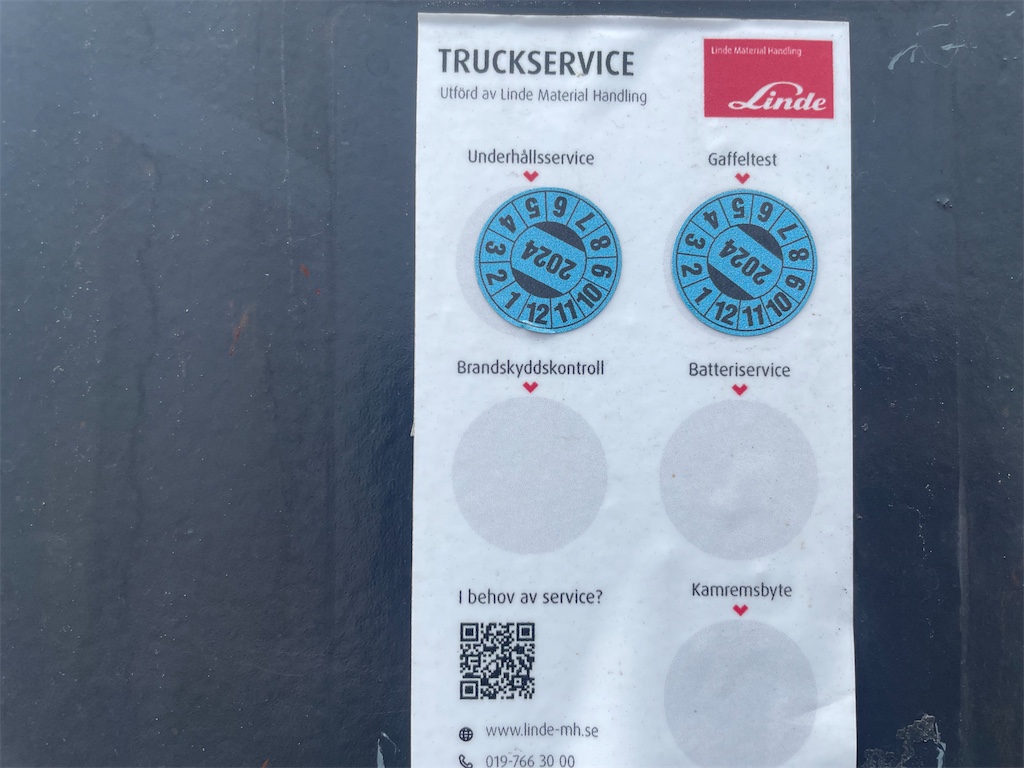 TRUCKSERVICE
Utförd av Linde Material Handling
Linde Material Handling
Linde
Underhållsservice
Gaffeltest
1 2 3 4 5 6 7 8 9 10 11 12
2024
1 2 3 4 5 6 7 8 9 10 11 12
2024
Brandskyddskontroll
Batteriservice
I behov av service?
Kamremsbyte
www.linde-mh.se
019-766 30 00